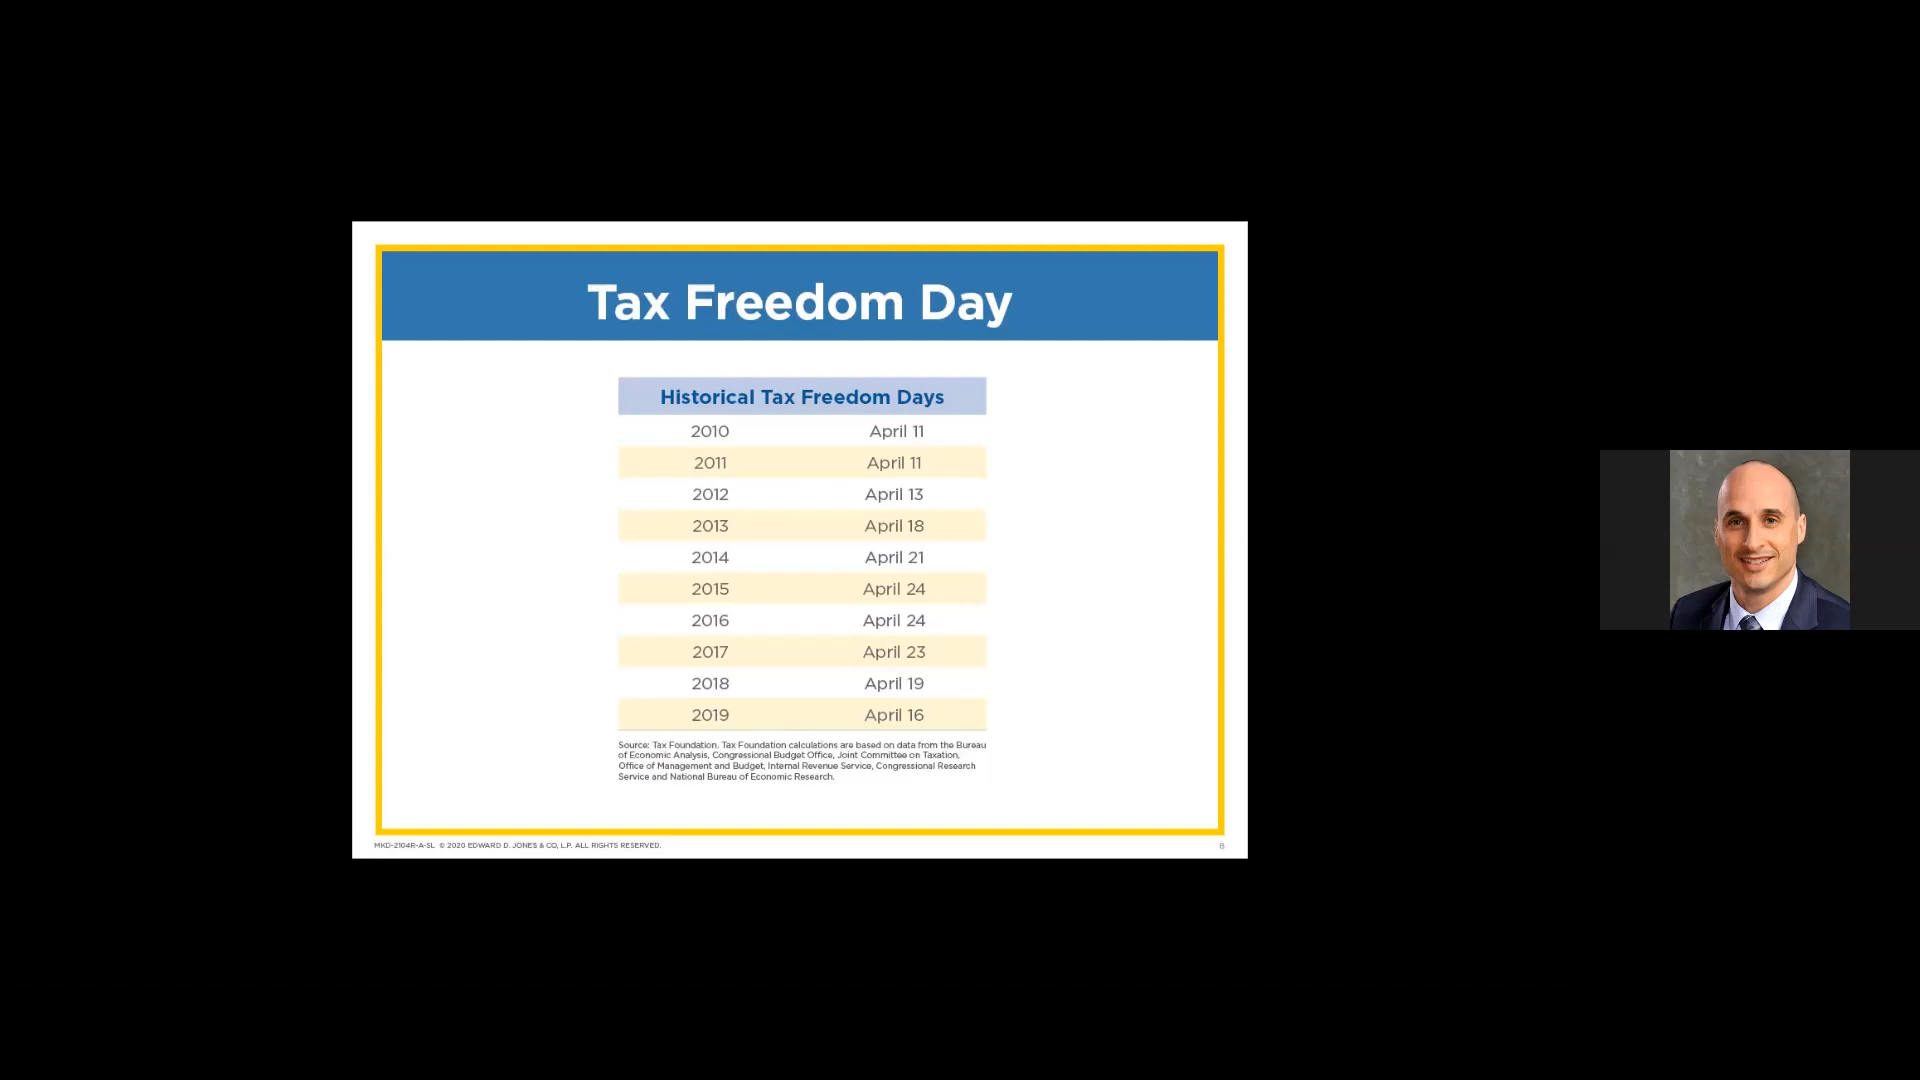 Tax Freedom Day
Historical Tax Freedom Days
2010 April 11
2011 April 11
2012 April 13
2013 April 18
2014 April 21
2015 April 24
2016 April 24
2017 April 23
2018 April 19
2019 April 16
Source: Tax Foundation. Tax Foundation calculations are based on data from the Bureau
of Economic Analysis, Congressional Budget Office, Joint Committee on Taxation,
Office of Management and Budget, Internal Revenue Service, Congressional Research
Service and National Bureau of Economic Research.
MKD-2104R-A-SL © 2020 EDWARD D. JONES & CO, L.P. ALL RIGHTS RESERVED.
8